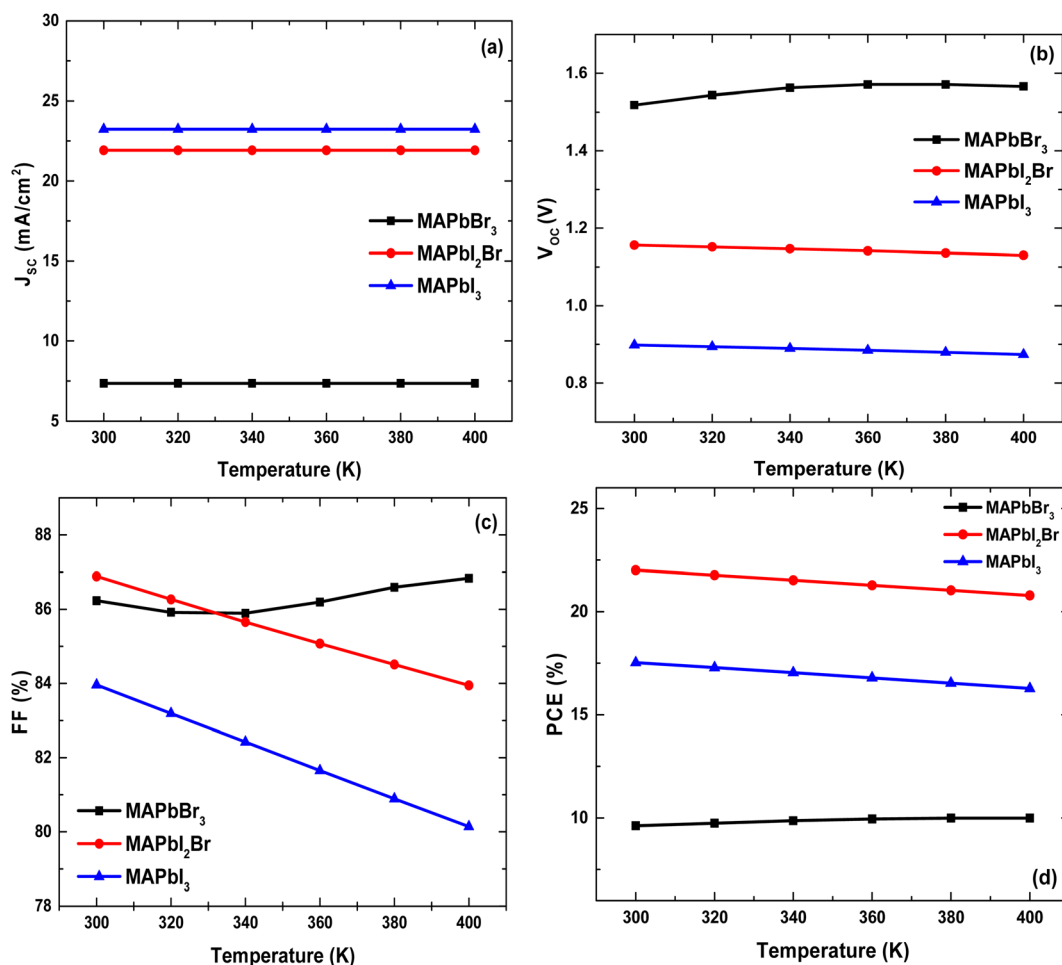 (a)
30
25
20
15
10
5
J_SC (mA/cm²)
MAPbBr₃
MAPbI₂Br
MAPbI₃
300 320 340 360 380 400
Temperature (K)
(b)
1.6
1.4
1.2
1.0
0.8
V_OC (V)
MAPbBr₃
MAPbI₂Br
MAPbI₃
300 320 340 360 380 400
Temperature (K)
(c)
88
86
84
82
80
78
FF (%)
MAPbBr₃
MAPbI₂Br
MAPbI₃
300 320 340 360 380 400
Temperature (K)
25
20
15
10
PCE (%)
MAPbBr₃
MAPbI₂Br
MAPbI₃
(d)
300 320 340 360 380 400
Temperature (K)